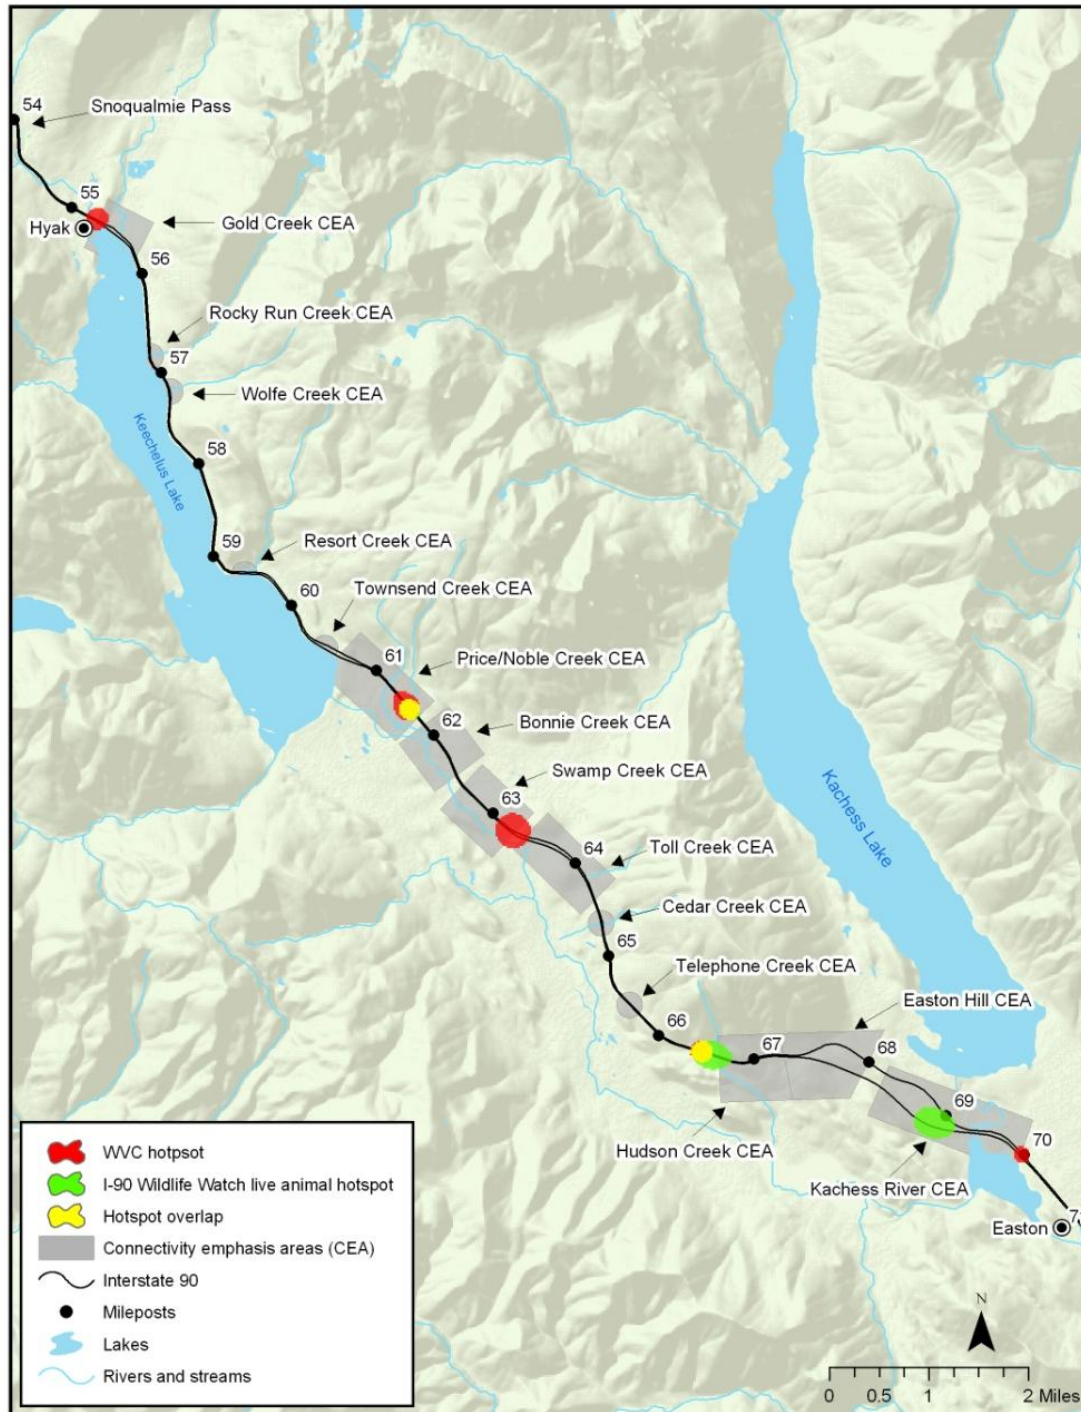 54
Snoqualmie Pass
55
Hyak
Gold Creek CEA
56
Rocky Run Creek CEA
57
Wolfe Creek CEA
58
Keechelus Lake
59
Resort Creek CEA
60
Townsend Creek CEA
61
Price/Noble Creek CEA
62
Bonnie Creek CEA
Swamp Creek CEA
63
Kachess Lake
64
Toll Creek CEA
Cedar Creek CEA
65
Telephone Creek CEA
Easton Hill CEA
66
67
68
69
Hudson Creek CEA
70
Kachess River CEA
Easton
WVC hotpsot
I-90 Wildlife Watch live animal hotspot
Hotspot overlap
Connectivity emphasis areas (CEA)
Interstate 90
Mileposts
Lakes
Rivers and streams
N
0 0.5 1 2 Miles